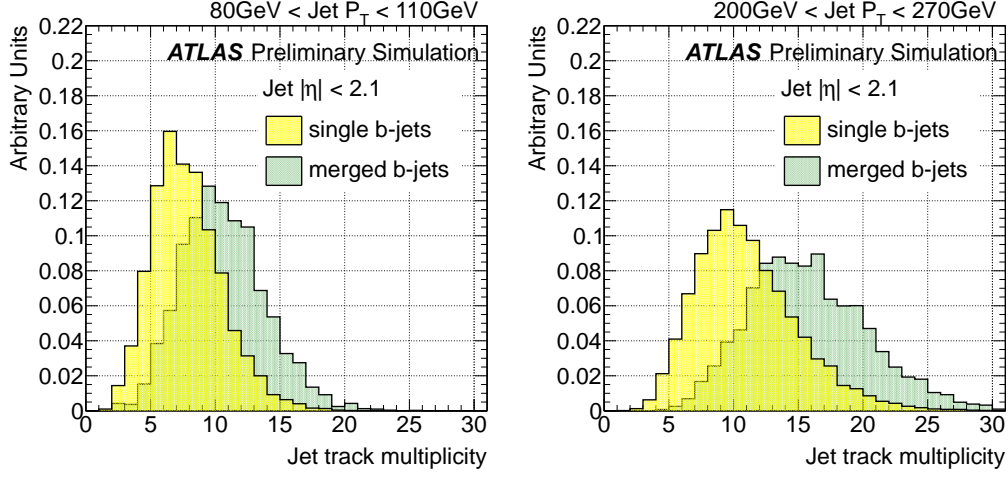 80GeV < Jet P_T < 110GeV
Arbitrary Units
0.22
0.2
0.18
0.16
0.14
0.12
0.1
0.08
0.06
0.04
0.02
0
ATLAS Preliminary Simulation
Jet |η| < 2.1
single b-jets
merged b-jets
0 5 10 15 20 25 30
Jet track multiplicity
200GeV < Jet P_T < 270GeV
Arbitrary Units
0.22
0.2
0.18
0.16
0.14
0.12
0.1
0.08
0.06
0.04
0.02
0
ATLAS Preliminary Simulation
Jet |η| < 2.1
single b-jets
merged b-jets
0 5 10 15 20 25 30
Jet track multiplicity